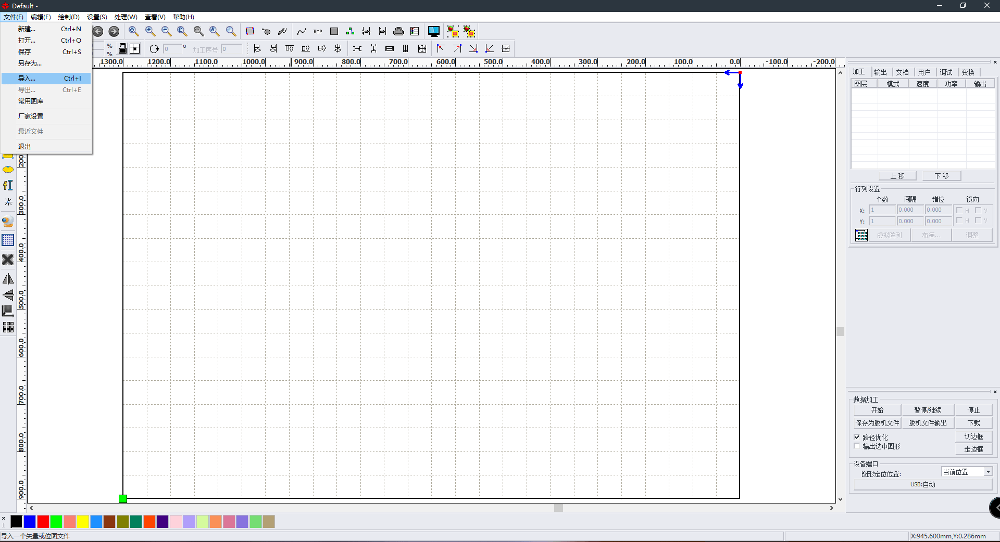 Default -
文件(F) 编辑(E) 绘制(D) 设置(S) 处理(W) 查看(V) 帮助(H)
新建... Ctrl+N
打开... Ctrl+O
保存 Ctrl+S
另存为...
导入... Ctrl+I
导出... Ctrl+E
常用图库
厂家设置
最近文件
退出
BMP
%
%
0 °
加工序号: 0
1300.0 1200.0 1100.0 1000.0 900.0 800.0 700.0 600.0 500.0 400.0 300.0 200.0 100.0 0.0 -100.0 -200.0
200.0
300.0
400.0
500.0
600.0
700.0
800.0
900.0
加工 输出 文档 用户 调试 变换
图层 模式 速度 功率 输出
上移 下移
行列设置
个数 间隔 错位 镜向
X: 1 0.000 0.000 H V
Y: 1 0.000 0.000 H V
虚拟阵列 布满... 调整
数据加工
开始 暂停/继续 停止
保存为脱机文件 脱机文件输出 下载
路径优化 切边框
输出选中图形 走边框
设备端口
图形定位位置: 当前位置
USB:自动
导入一个矢量或位图文件
X:945.600mm,Y:0.286mm